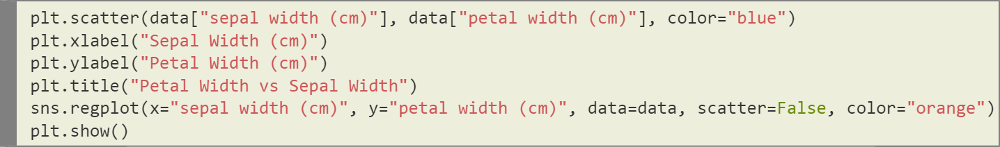 plt.scatter(data["sepal width (cm)"], data["petal width (cm)"], color="blue")
plt.xlabel("Sepal Width (cm)")
plt.ylabel("Petal Width (cm)")
plt.title("Petal Width vs Sepal Width")
sns.regplot(x="sepal width (cm)", y="petal width (cm)", data=data, scatter=False, color="orange")
plt.show()